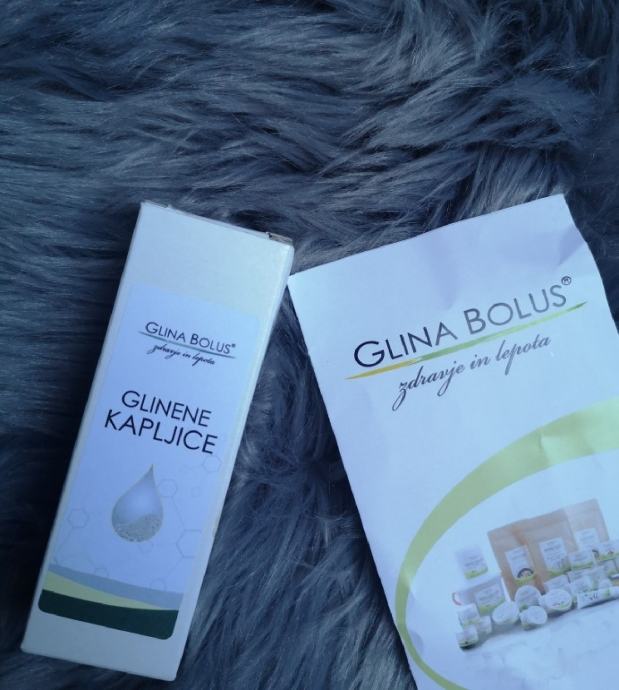 GLINA BOLUS®
zdravje in lepota
GLINENE
KAPLJICE
GLINA BOLUS®
zdravje in lepota